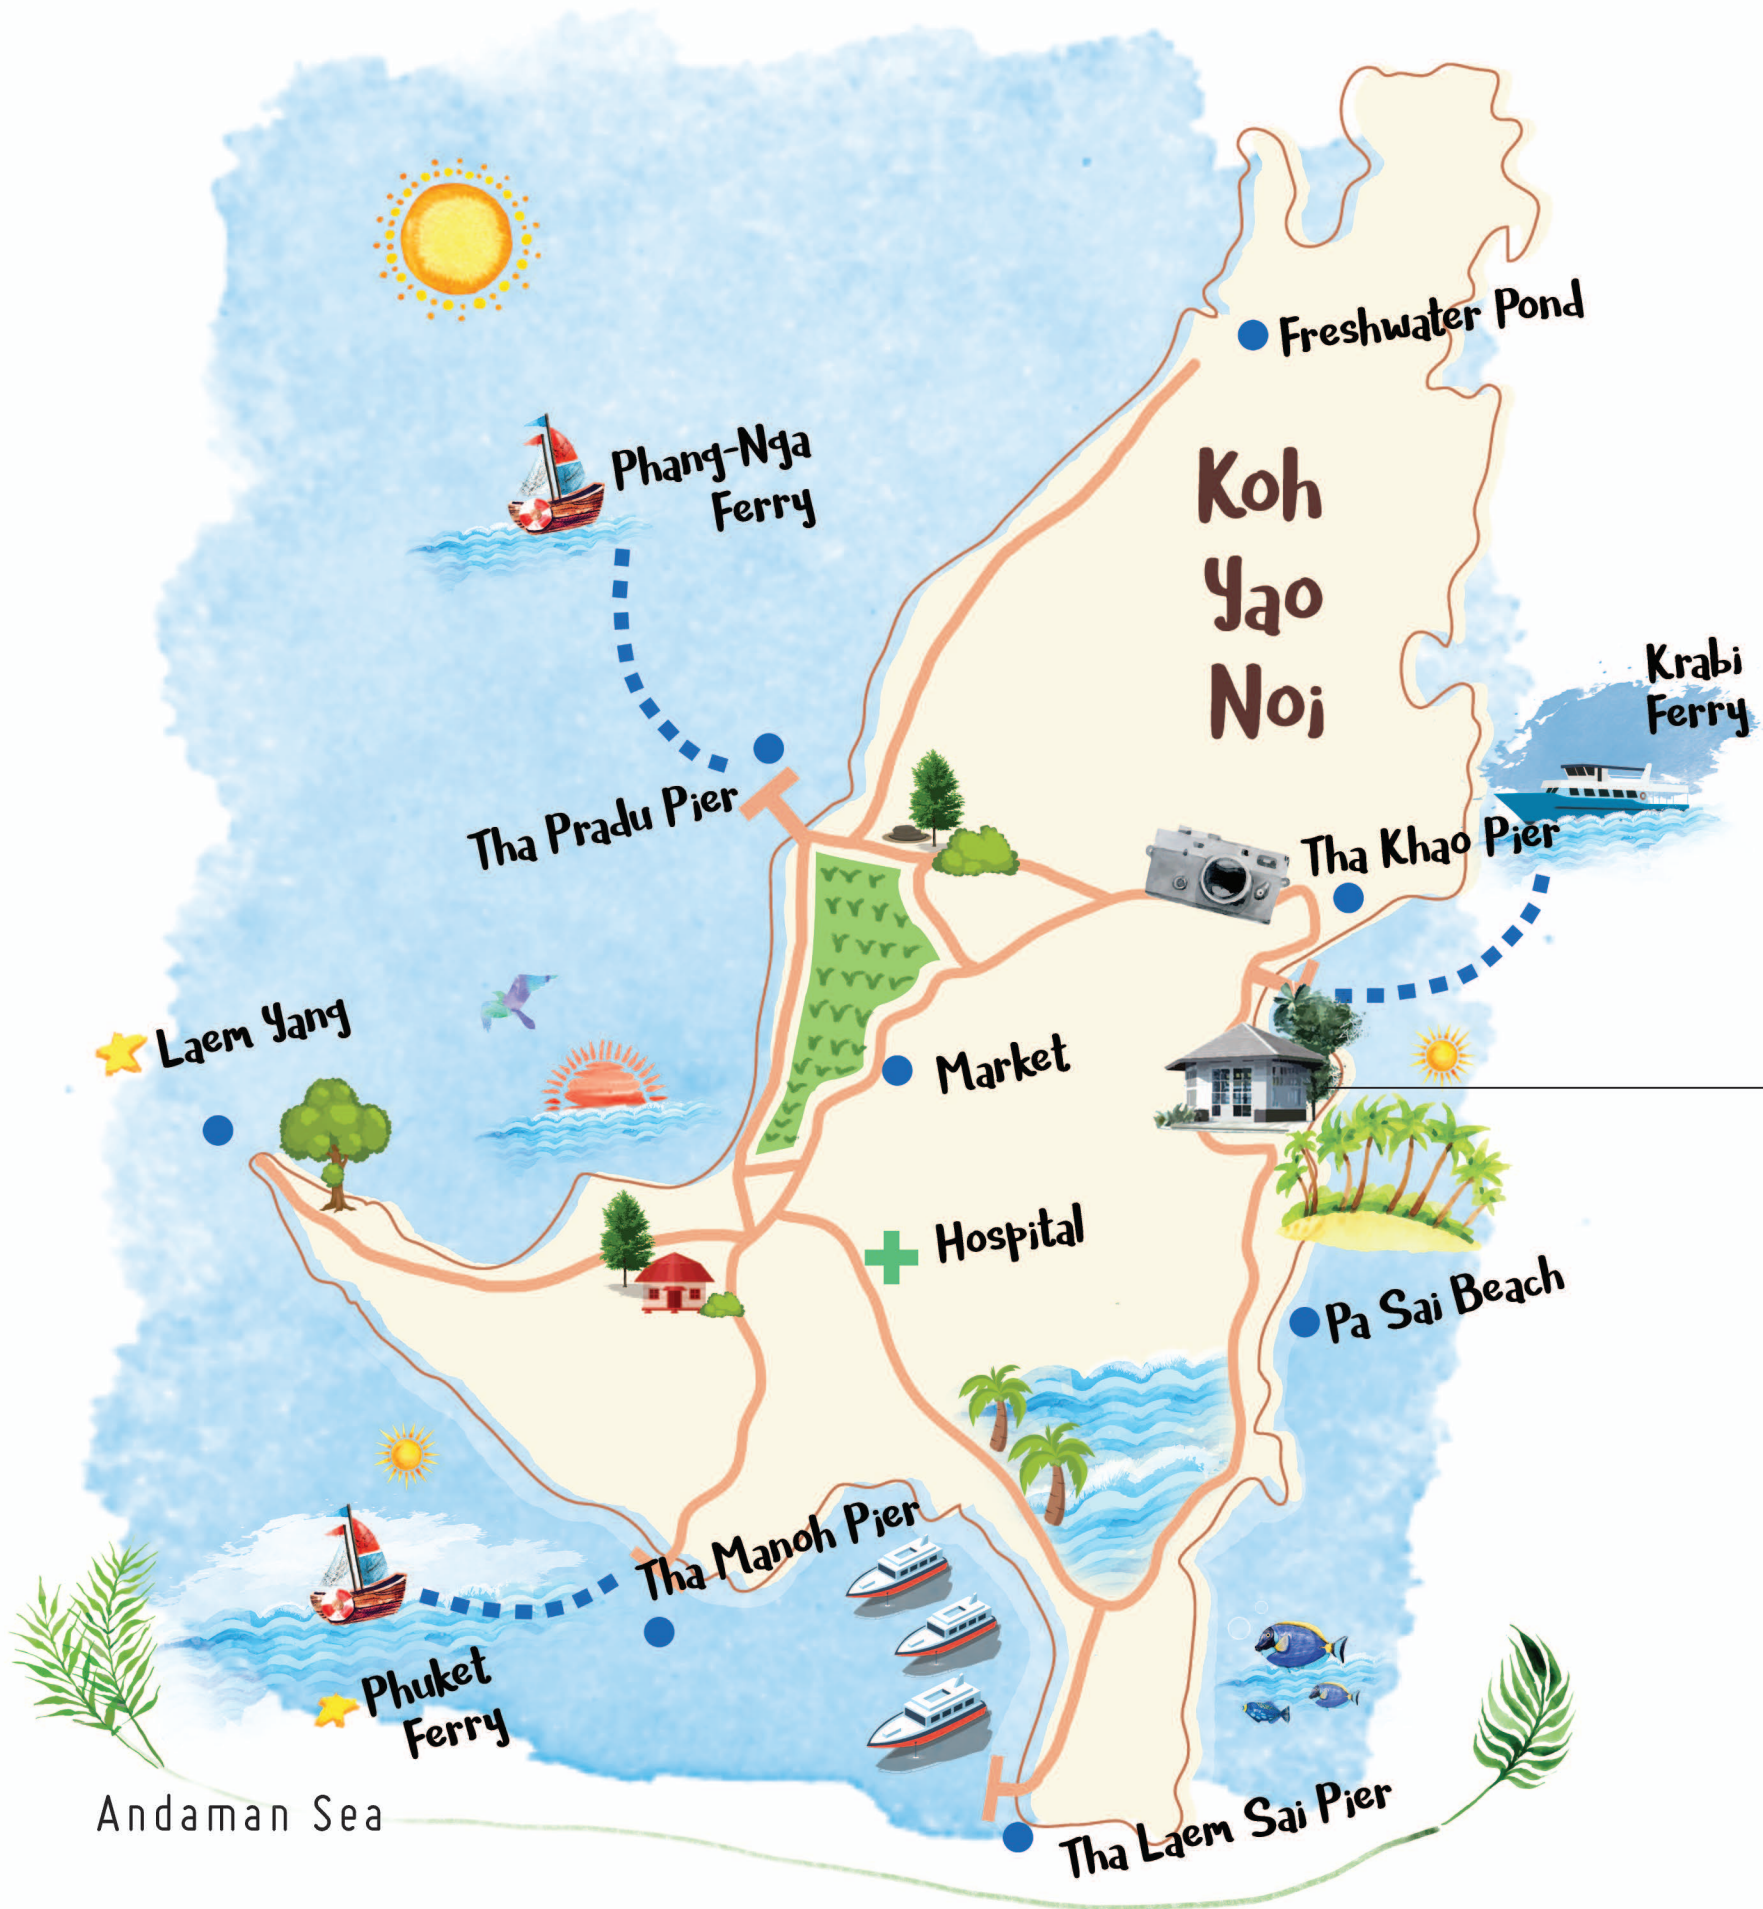 Freshwater Pond
Phang-Nga
Ferry
Koh
Yao
Noi
Krabi
Ferry
Tha Pradu Pier
Tha Khao Pier
Laem Yang
Market
Hospital
Pa Sai Beach
Tha Manoh Pier
Phuket
Ferry
Andaman Sea
Tha Laem Sai Pier